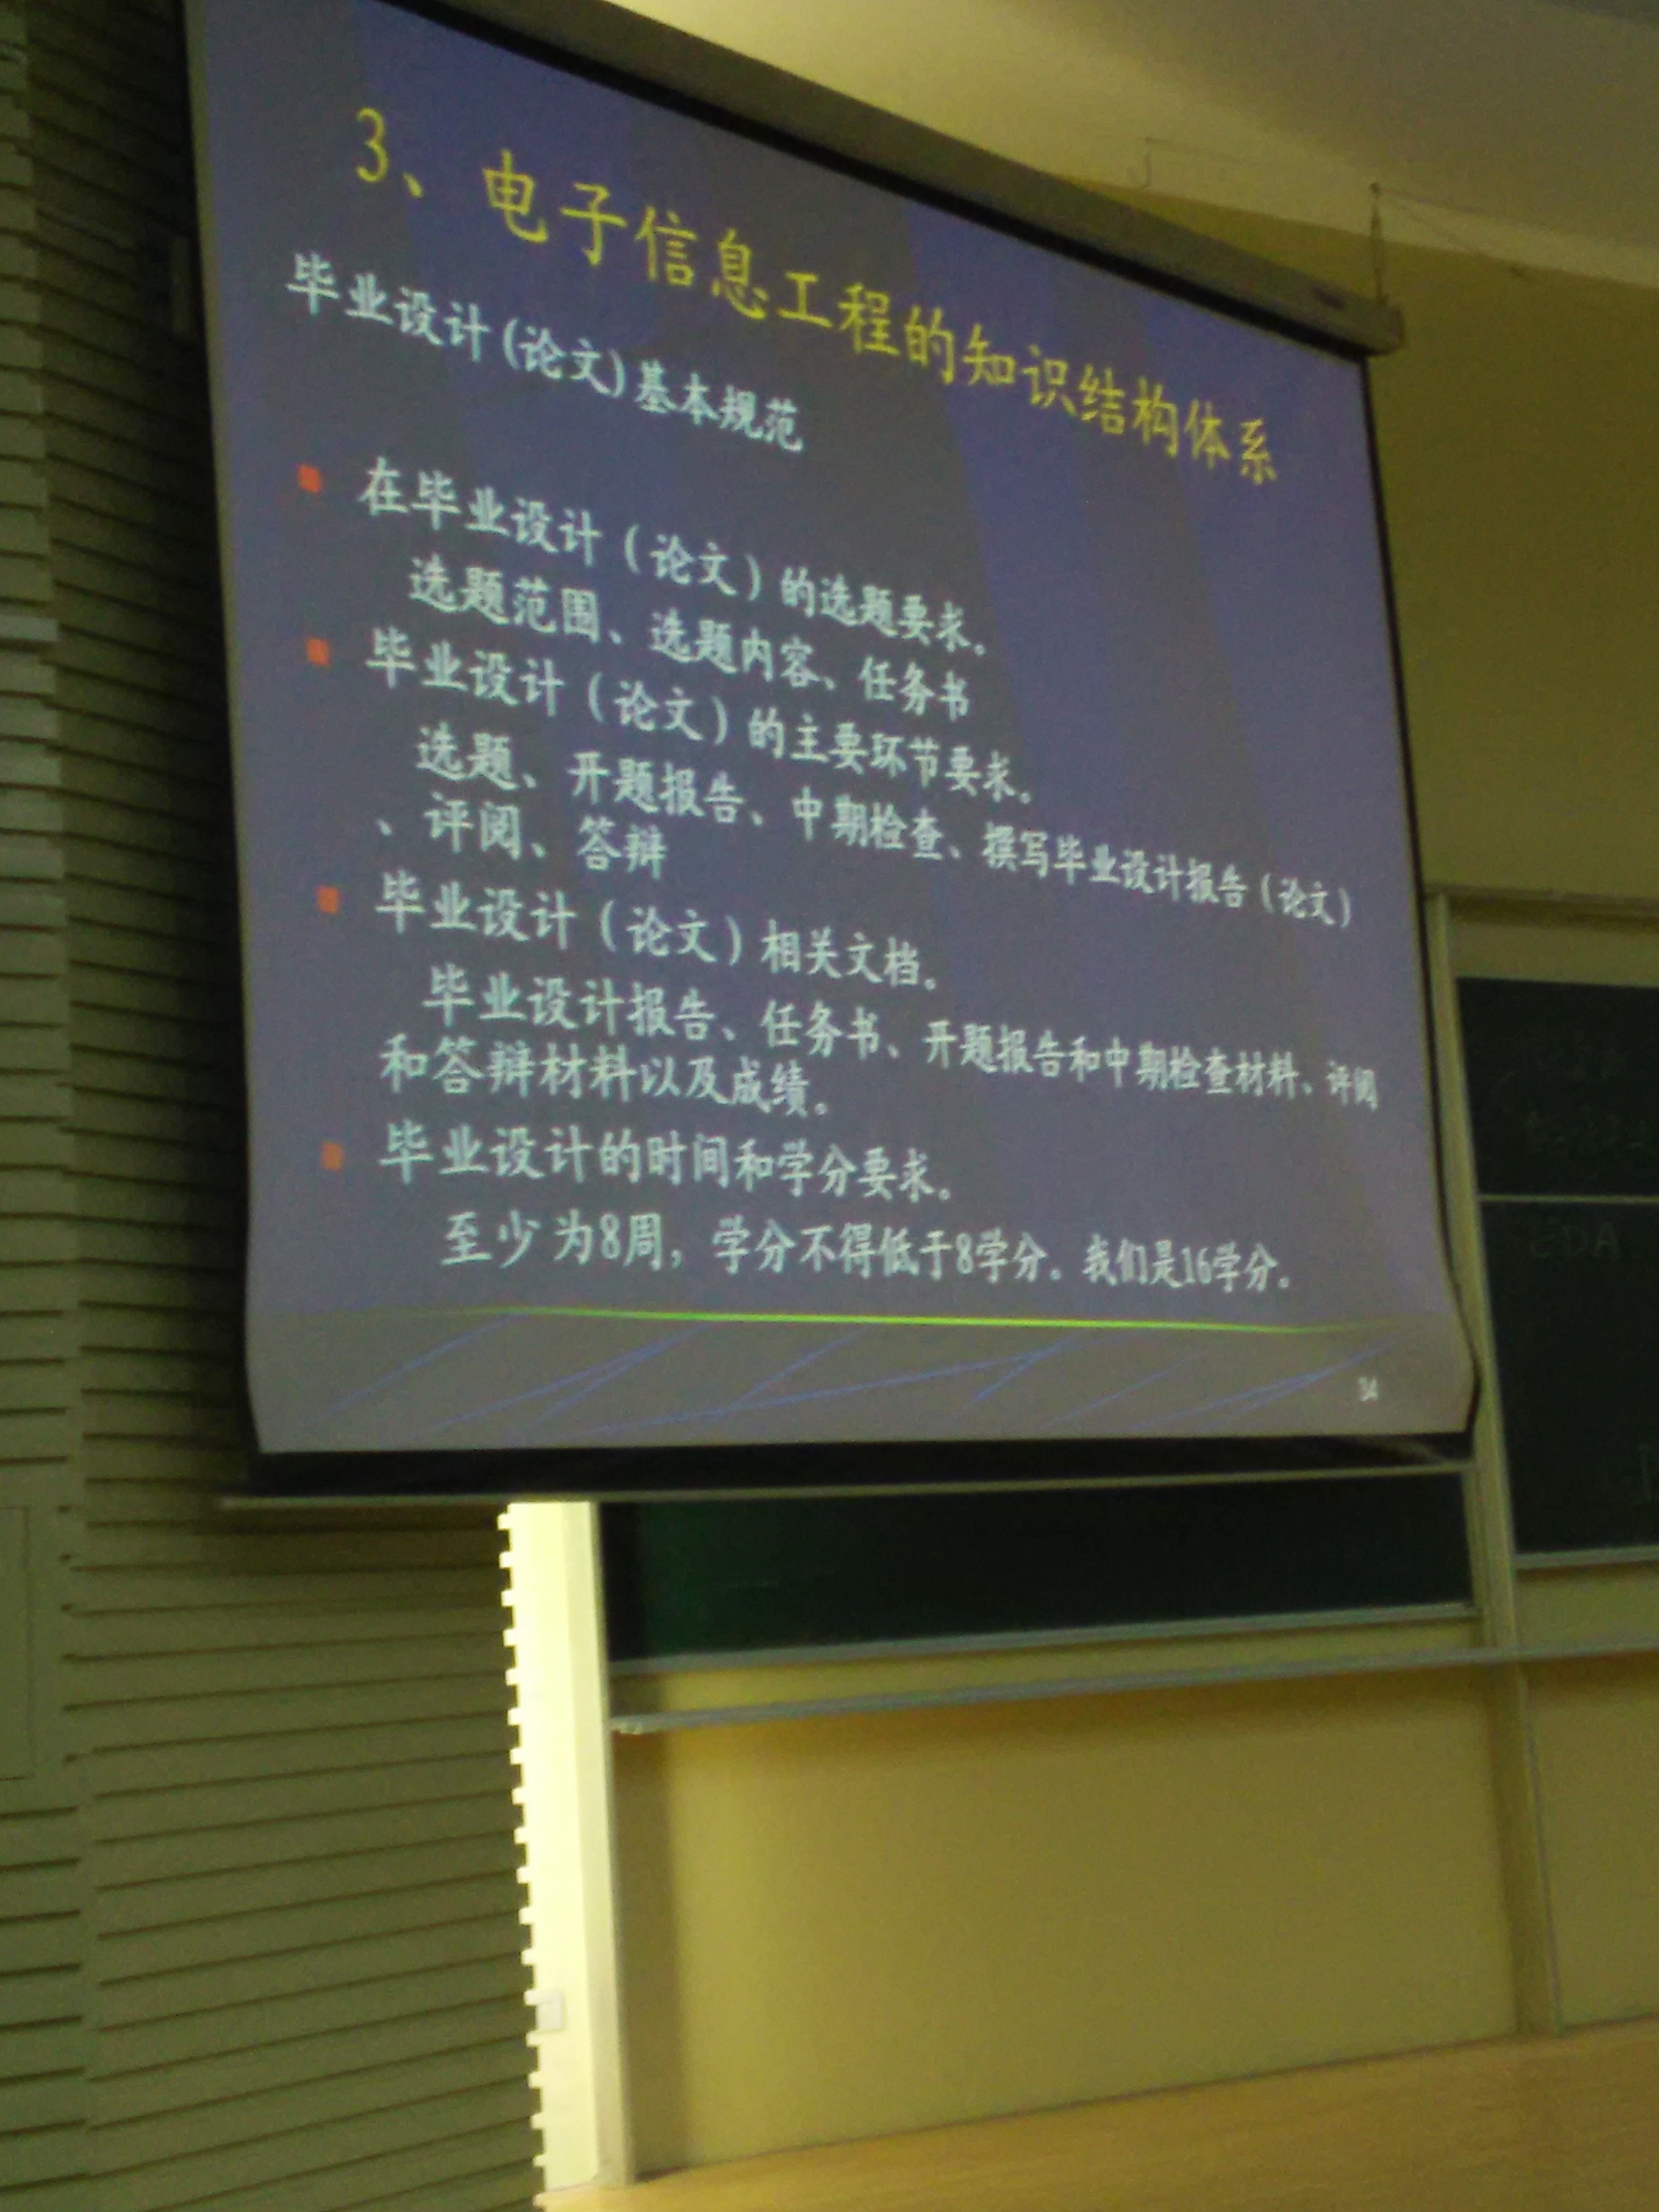 3、电子信息工程的知识结构体系
毕业设计(论文)基本规范
在毕业设计（论文）的选题要求。
选题范围、选题内容、任务书
毕业设计（论文）的主要环节要求。
选题、开题报告、中期检查、撰写毕业设计报告（论文）
、评阅、答辩
毕业设计（论文）相关文档。
毕业设计报告、任务书、开题报告和中期检查材料、评阅
和答辩材料以及成绩。
毕业设计的时间和学分要求。
至少为8周，学分不得低于8学分。我们是16学分。
34
EDA